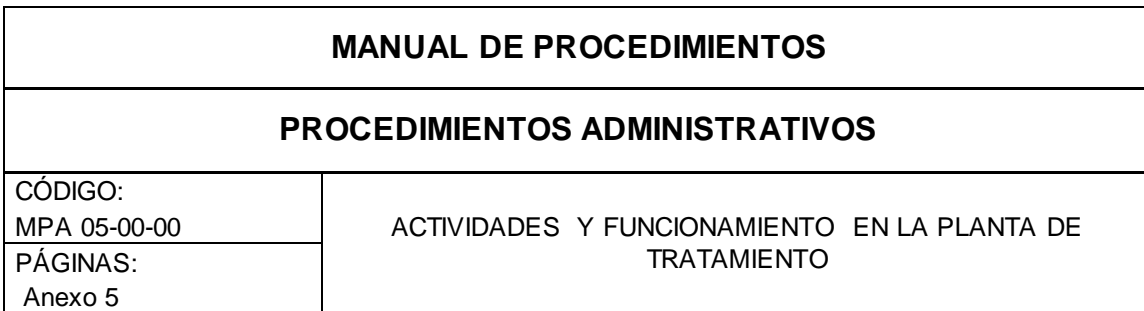 MANUAL DE PROCEDIMIENTOS
PROCEDIMIENTOS ADMINISTRATIVOS
CÓDIGO:
MPA 05-00-00
PÁGINAS:
Anexo 5
ACTIVIDADES Y FUNCIONAMIENTO EN LA PLANTA DE
TRATAMIENTO